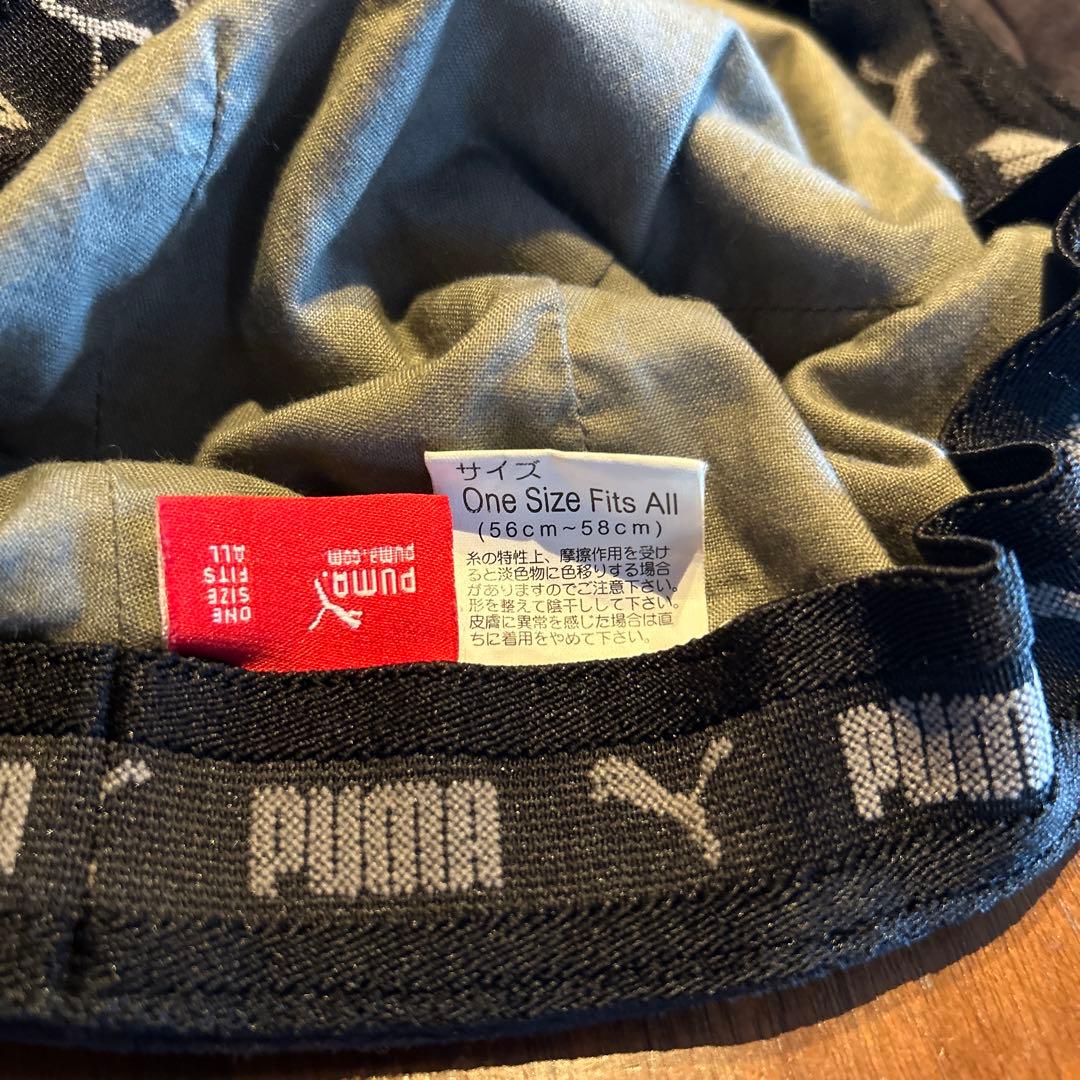 サイズ
One Size Fits All
(56cm~58cm)
糸の特性上、摩擦作用を受け
ると淡色物に色移りする場合
がありますのでご注意下さい。
形を整えて陰干しして下さい。
皮膚に異常を感じた場合は直
ちに着用をやめて下さい。
PUMA
puma.com
ONE
SIZE
FITS
ALL
PUMA
PUMA